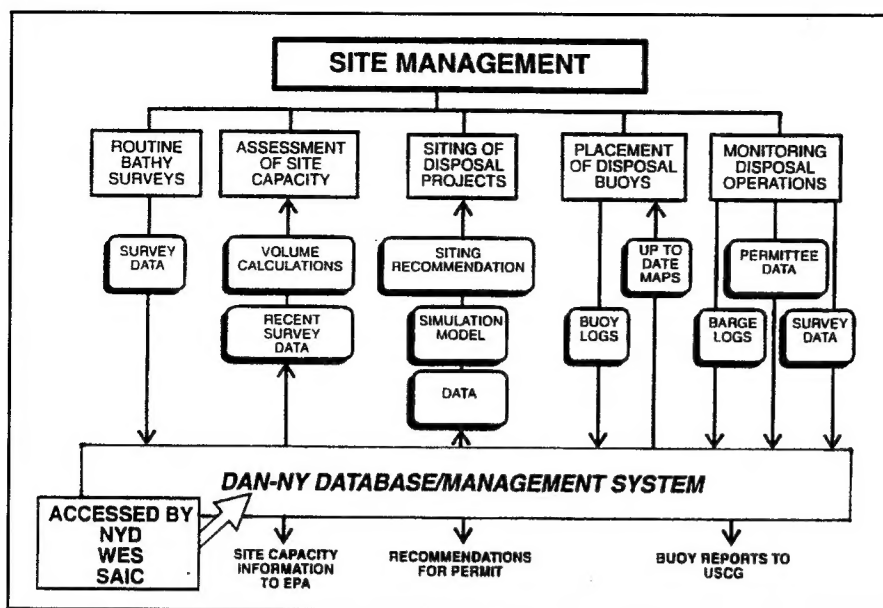 SITE MANAGEMENT
ROUTINE
BATHY
SURVEYS
ASSESSMENT
OF SITE
CAPACITY
SITING OF
DISPOSAL
PROJECTS
PLACEMENT
OF DISPOSAL
BUOYS
MONITORING
DISPOSAL
OPERATIONS
SURVEY
DATA
VOLUME
CALCULATIONS
RECENT
SURVEY
DATA
SITING
RECOMMENDATION
SIMULATION
MODEL
DATA
BUOY
LOGS
UP TO
DATE
MAPS
BARGE
LOGS
PERMITTEE
DATA
SURVEY
DATA
DAN-NY DATABASE/MANAGEMENT SYSTEM
ACCESSED BY
NYD
WES
SAIC
SITE CAPACITY
INFORMATION
TO EPA
RECOMMENDATIONS
FOR PERMIT
BUOY REPORTS TO
USCG